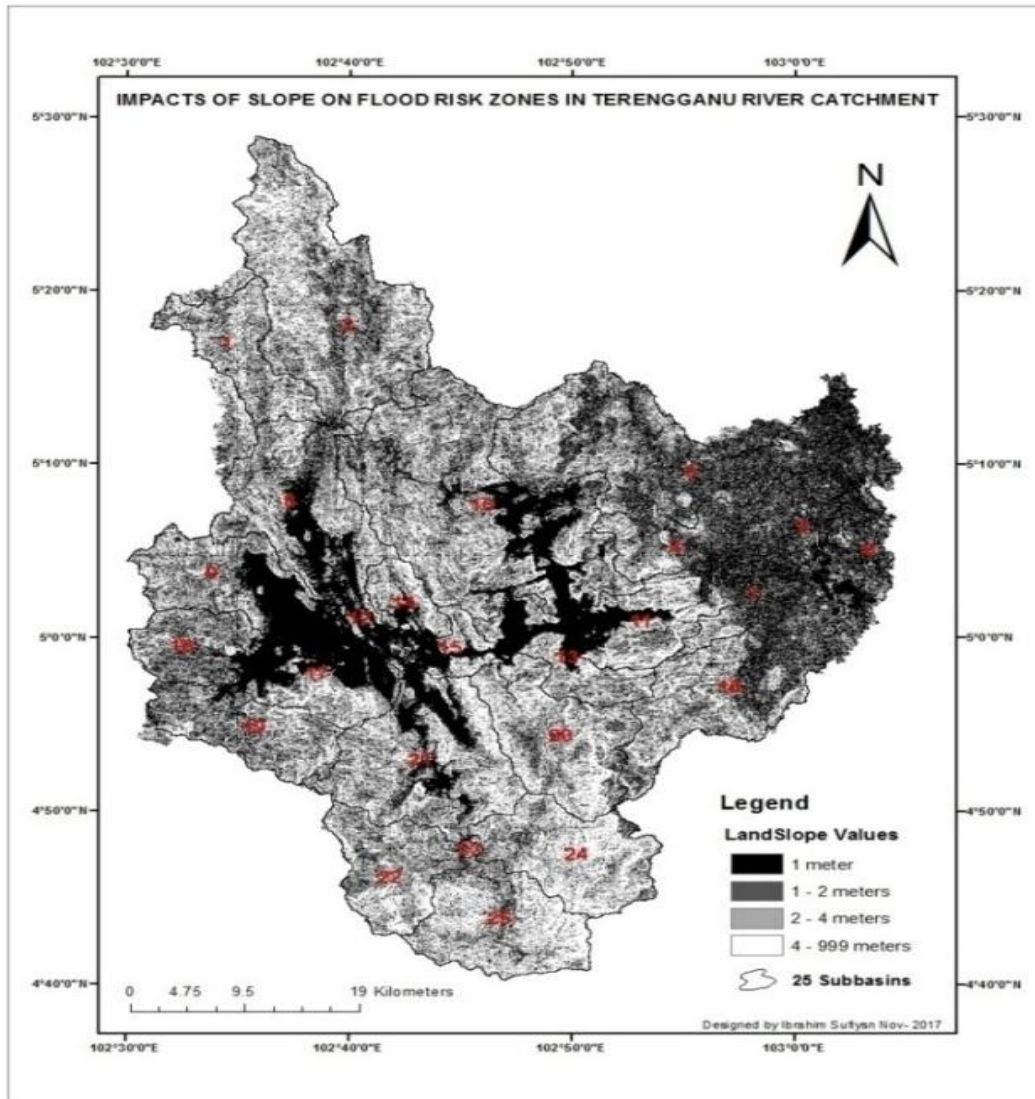 102°30'0"E 102°40'0"E 102°50'0"E 103°0'0"E
IMPACTS OF SLOPE ON FLOOD RISK ZONES IN TERENGGANU RIVER CATCHMENT
5°30'0"N 5°30'0"N
N
5°20'0"N 5°20'0"N
5°10'0"N 5°10'0"N
5°0'0"N 5°0'0"N
17
20
4°50'0"N 4°50'0"N
24
22
25
Legend
LandSlope Values
1 meter
1 - 2 meters
2 - 4 meters
4 - 999 meters
25 Subbasins
0 4.75 9.5 19 Kilometers
4°40'0"N 4°40'0"N
Designed by Ibrahim Sufiyan Nov- 2017
102°30'0"E 102°40'0"E 102°50'0"E 103°0'0"E